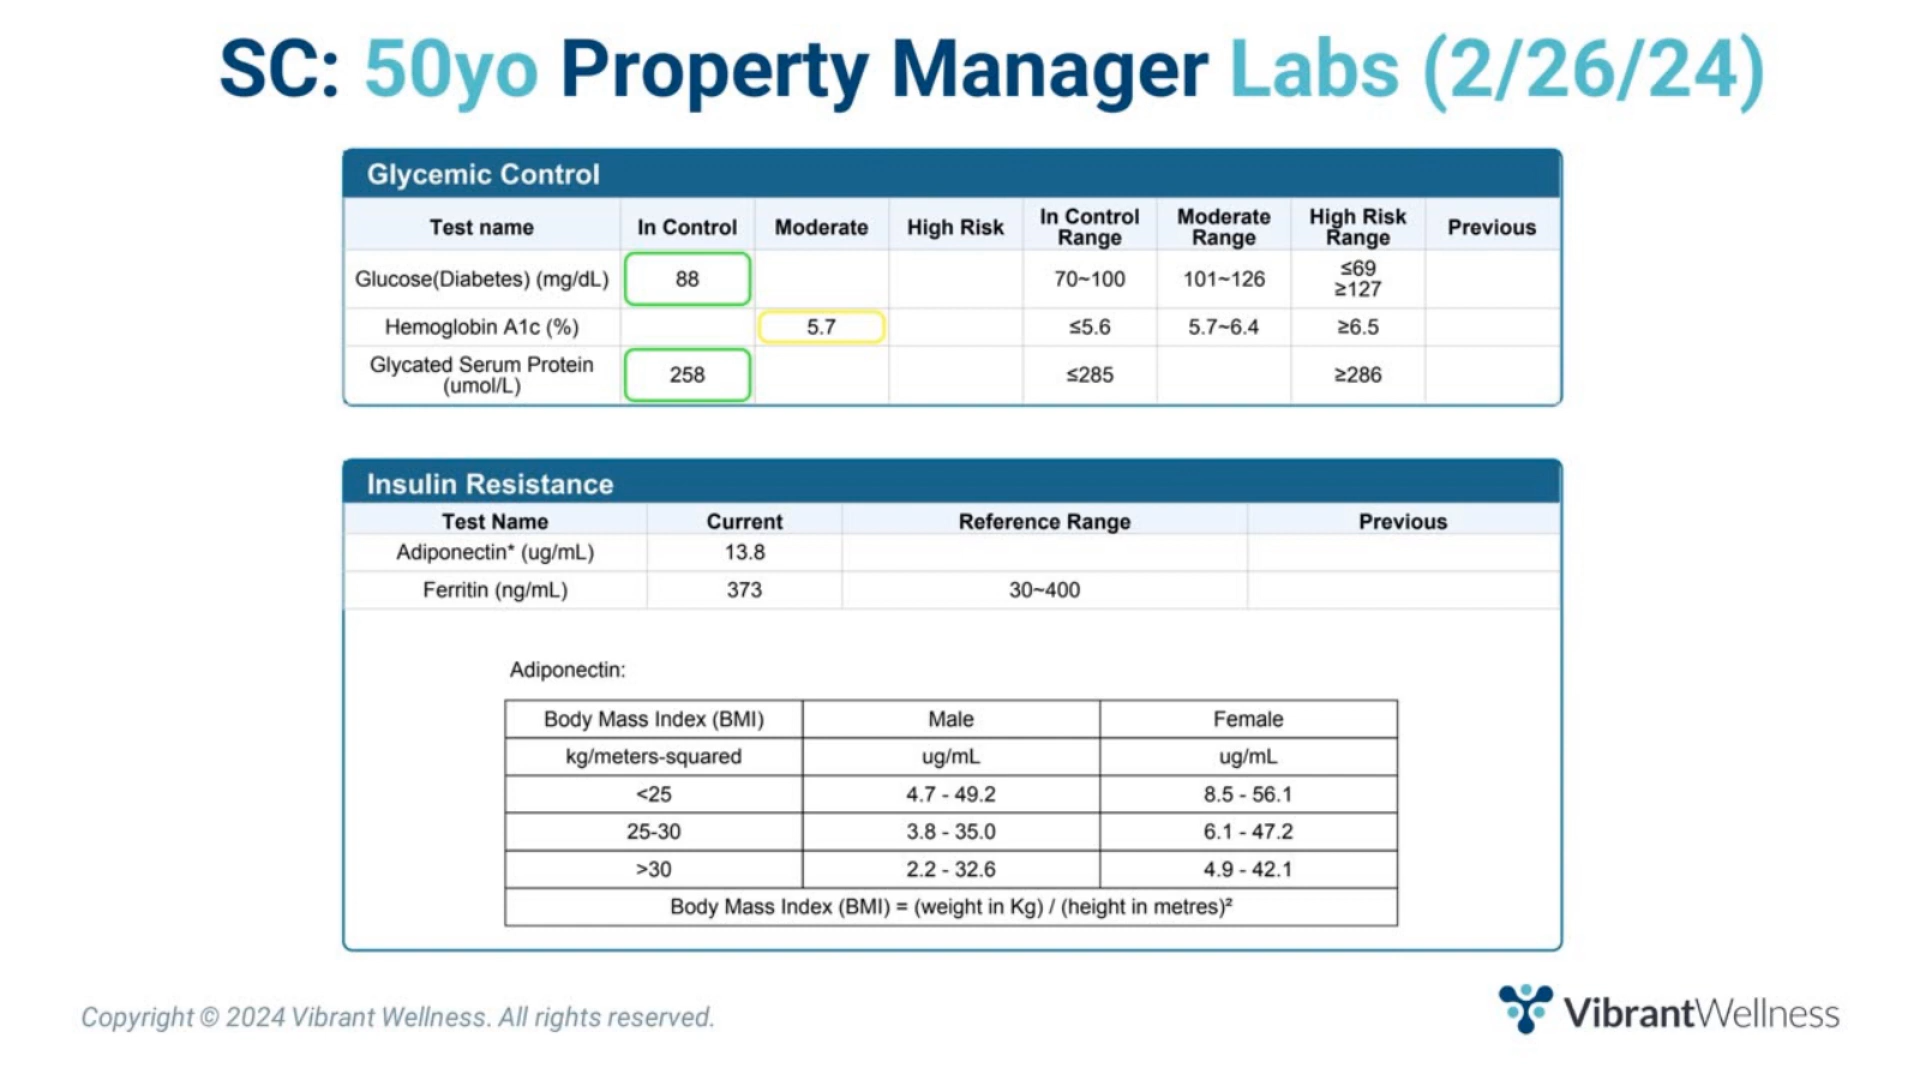 SC: 50yo Property Manager Labs (2/26/24)
Glycemic Control
Test name In Control Moderate High Risk In Control Range Moderate Range High Risk Range Previous
Glucose(Diabetes) (mg/dL) 88 70~100 101~126 ≤69 ≥127
Hemoglobin A1c (%) 5.7 ≤5.6 5.7~6.4 ≥6.5
Glycated Serum Protein (umol/L) 258 ≤285 ≥286
Insulin Resistance
Test Name Current Reference Range Previous
Adiponectin* (ug/mL) 13.8
Ferritin (ng/mL) 373 30~400
Adiponectin:
Body Mass Index (BMI) Male Female
kg/meters-squared ug/mL ug/mL
<25 4.7 - 49.2 8.5 - 56.1
25-30 3.8 - 35.0 6.1 - 47.2
>30 2.2 - 32.6 4.9 - 42.1
Body Mass Index (BMI) = (weight in Kg) / (height in metres)²
Copyright © 2024 Vibrant Wellness. All rights reserved.
VibrantWellness